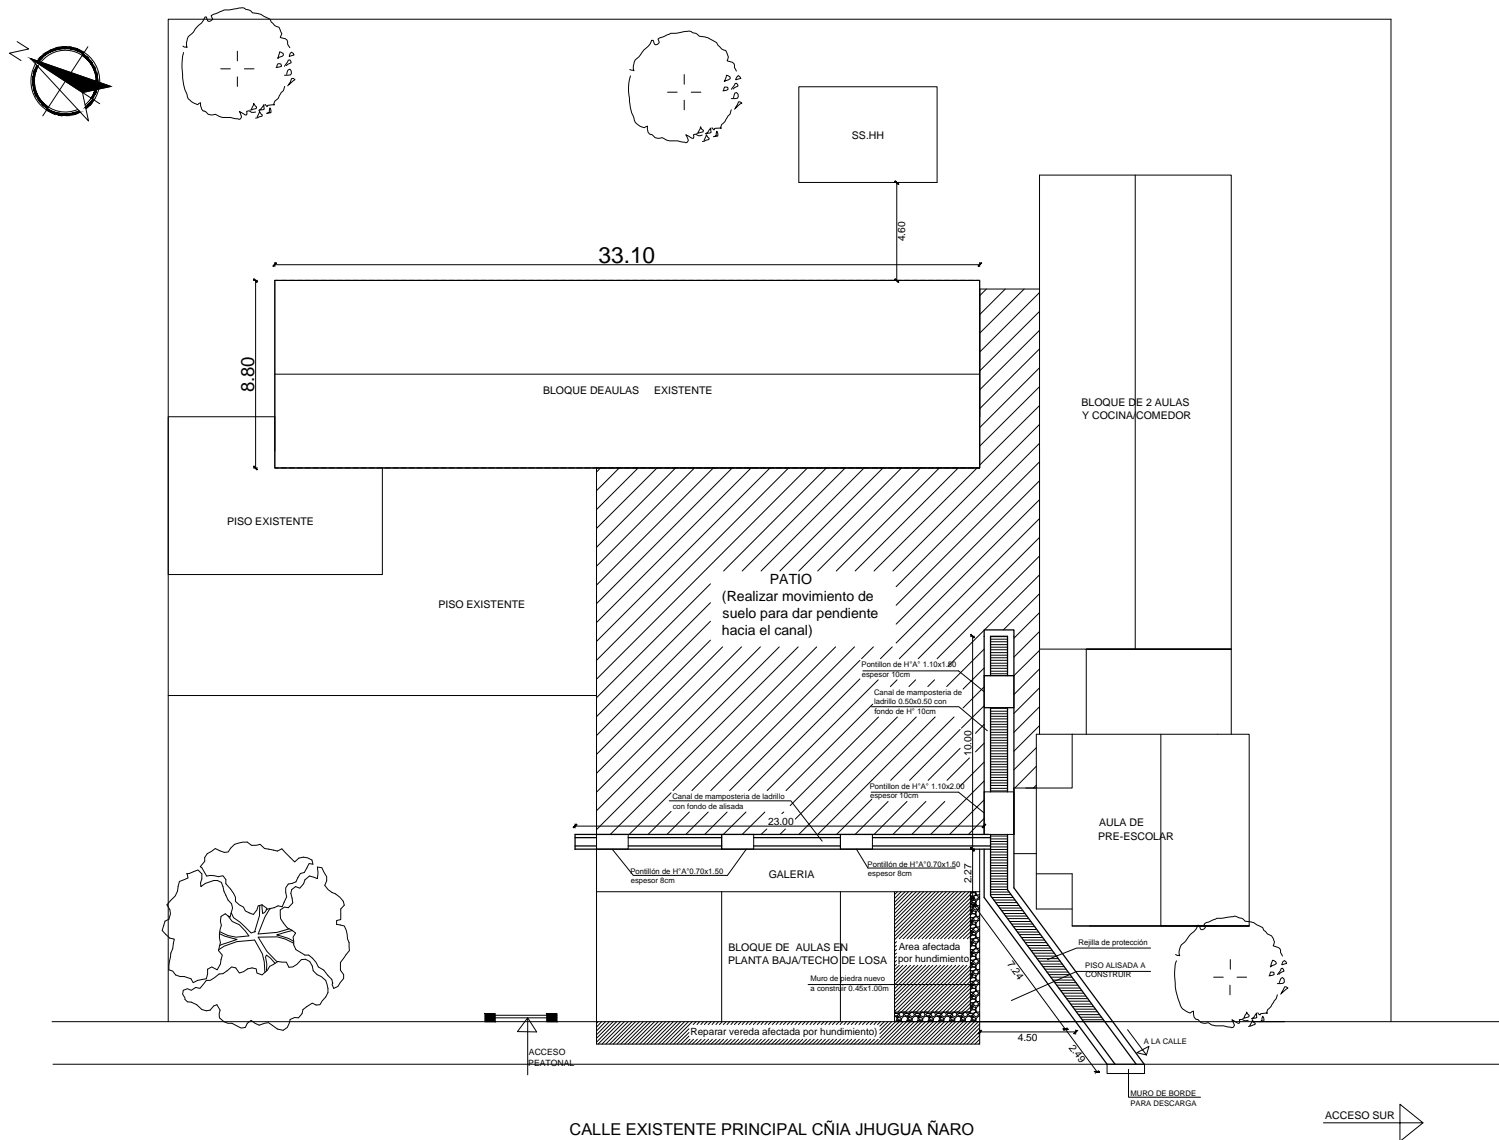 N
SS.HH
4.60
33.10
8.80
BLOQUE DEAULAS EXISTENTE
BLOQUE DE 2 AULAS
Y COCINA/COMEDOR
PISO EXISTENTE
PISO EXISTENTE
PATIO
(Realizar movimiento de
suelo para dar pendiente
hacia el canal)
Pontillon de H°A° 1.10x1.80
espesor 10cm
Canal de mamposteria de
ladrillo 0.50x0.50 con
fondo de H° 10cm
10.00
Pontillon de H°A° 1.10x2.00
espesor 10cm
Canal de mamposteria de ladrillo
con fondo de alisada
23.00
AULA DE
PRE-ESCOLAR
Pontillón de H°A°0.70x1.50
espesor 8cm
GALERIA
Pontillón de H°A°0.70x1.50
espesor 8cm
2.27
BLOQUE DE AULAS EN
PLANTA BAJA/TECHO DE LOSA
Area afectada
por hundimiento
Muro de piedra nuevo
a construir 0.45x1.00m
Rejilla de protección
PISO ALISADA A
CONSTRUIR
7.24
Reparar vereda afectada por hundimiento)
4.50
2.49
A LA CALLE
ACCESO
PEATONAL
MURO DE BORDE
PARA DESCARGA
CALLE EXISTENTE PRINCIPAL CÑIA JHUGUA ÑARO
ACCESO SUR